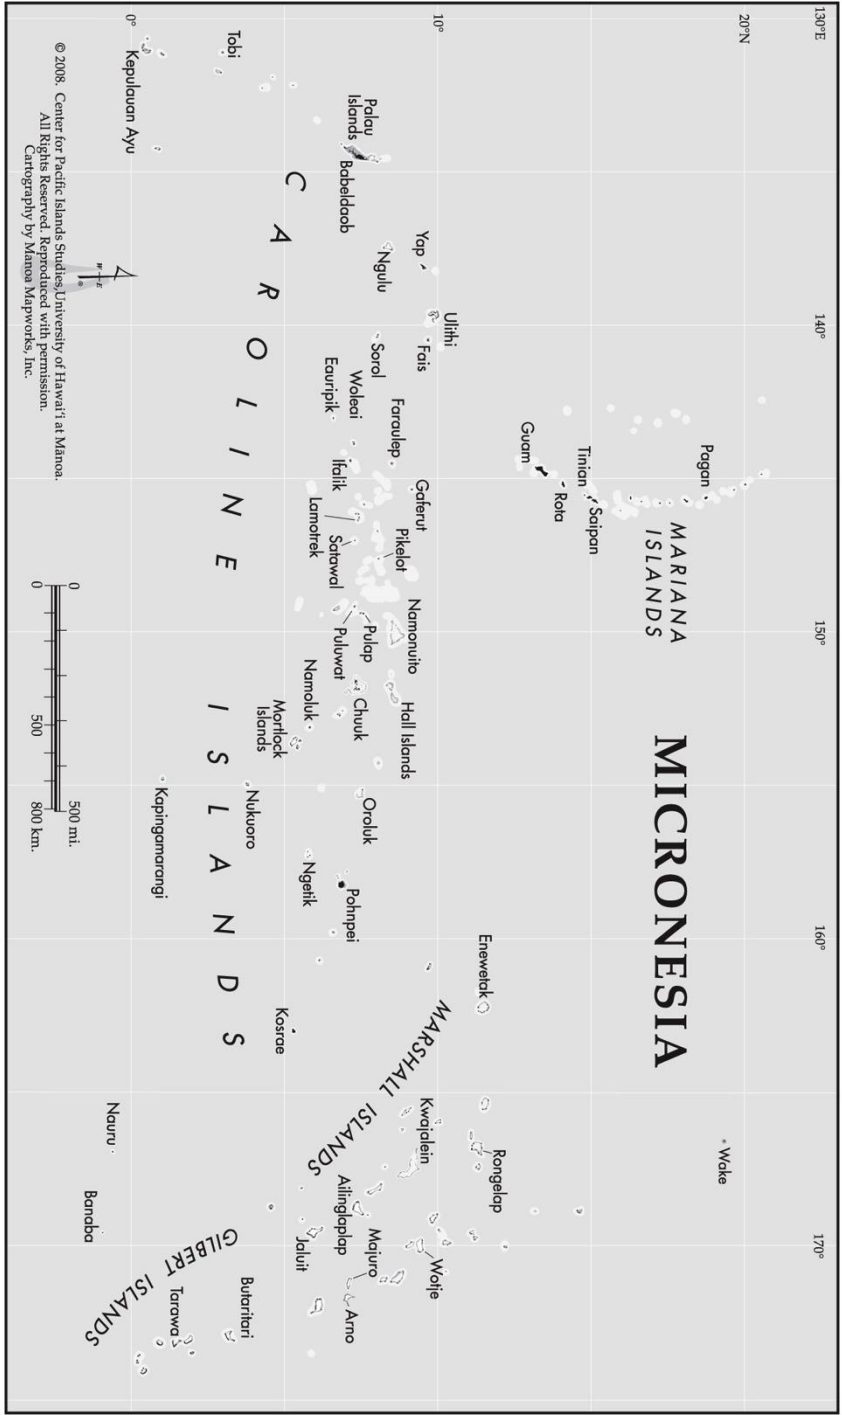 130°E
140°
150°
160°
170°
20°N
10°
0°
MICRONESIA
MARIANA
ISLANDS
Pagan
Saipan
Tinian
Rota
Guam
Wake
Ulithi
Yap
Fais
Ngulu
Sorol
Palau
Islands
Babeldaob
Tobi
Kepulauan Ayu
Faraulep
Gaferut
Woleai
Eauripik
Ifalik
Lamotrek
Satawal
Pikelot
Namonuito
Pulap
Puluwat
Hall Islands
Chuuk
Namoluk
Mortlock
Islands
Oroluk
Nukuoro
Kapingamarangi
Ngetik
Pohnpei
Kosrae
CAROLINE ISLANDS
Enewetak
MARSHALL ISLANDS
Rongelap
Kwajalein
Wotje
Ailinglaplap
Majuro
Arno
Jaluit
Nauru
Banaba
GILBERT ISLANDS
Butaritari
Tarawa
W
E
0
500 mi.
0
500
800 km.
© 2008. Center for Pacific Islands Studies, University of Hawai‘i at Mānoa.
All Rights Reserved. Reproduced with permission.
Cartography by Manoa Mapworks, Inc.